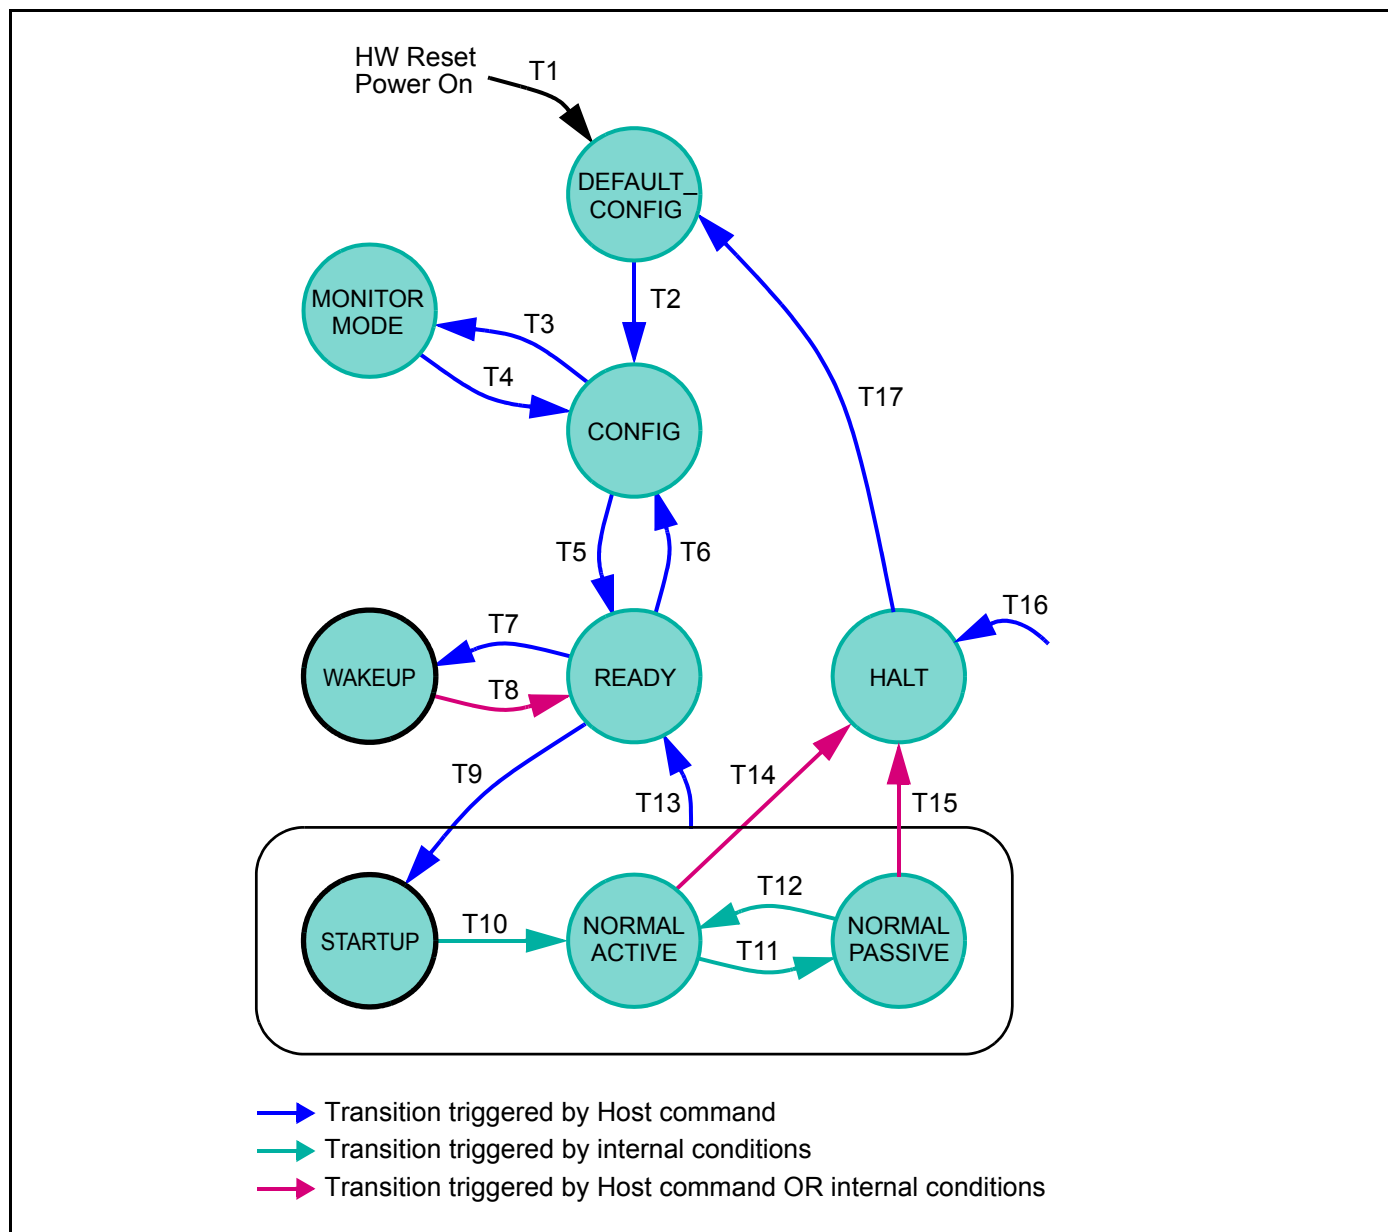 HW Reset
Power On
T1
DEFAULT_
CONFIG
T2
MONITOR
MODE
T3
T4
CONFIG
T17
T5
T6
T16
T7
WAKEUP
T8
READY
HALT
T9
T13
T14
T15
STARTUP
T10
NORMAL
ACTIVE
T12
T11
NORMAL
PASSIVE
Transition triggered by Host command
Transition triggered by internal conditions
Transition triggered by Host command OR internal conditions